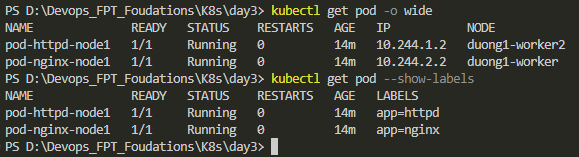 PS D:\Devops_FPT_Foudations\K8s\day3> kubectl get pod -o wide
NAME READY STATUS RESTARTS AGE IP NODE
pod-httpd-node1 1/1 Running 0 14m 10.244.1.2 duong1-worker2
pod-nginx-node1 1/1 Running 0 14m 10.244.2.2 duong1-worker
PS D:\Devops_FPT_Foudations\K8s\day3> kubectl get pod --show-labels
NAME READY STATUS RESTARTS AGE LABELS
pod-httpd-node1 1/1 Running 0 14m app=httpd
pod-nginx-node1 1/1 Running 0 14m app=nginx
PS D:\Devops_FPT_Foudations\K8s\day3>